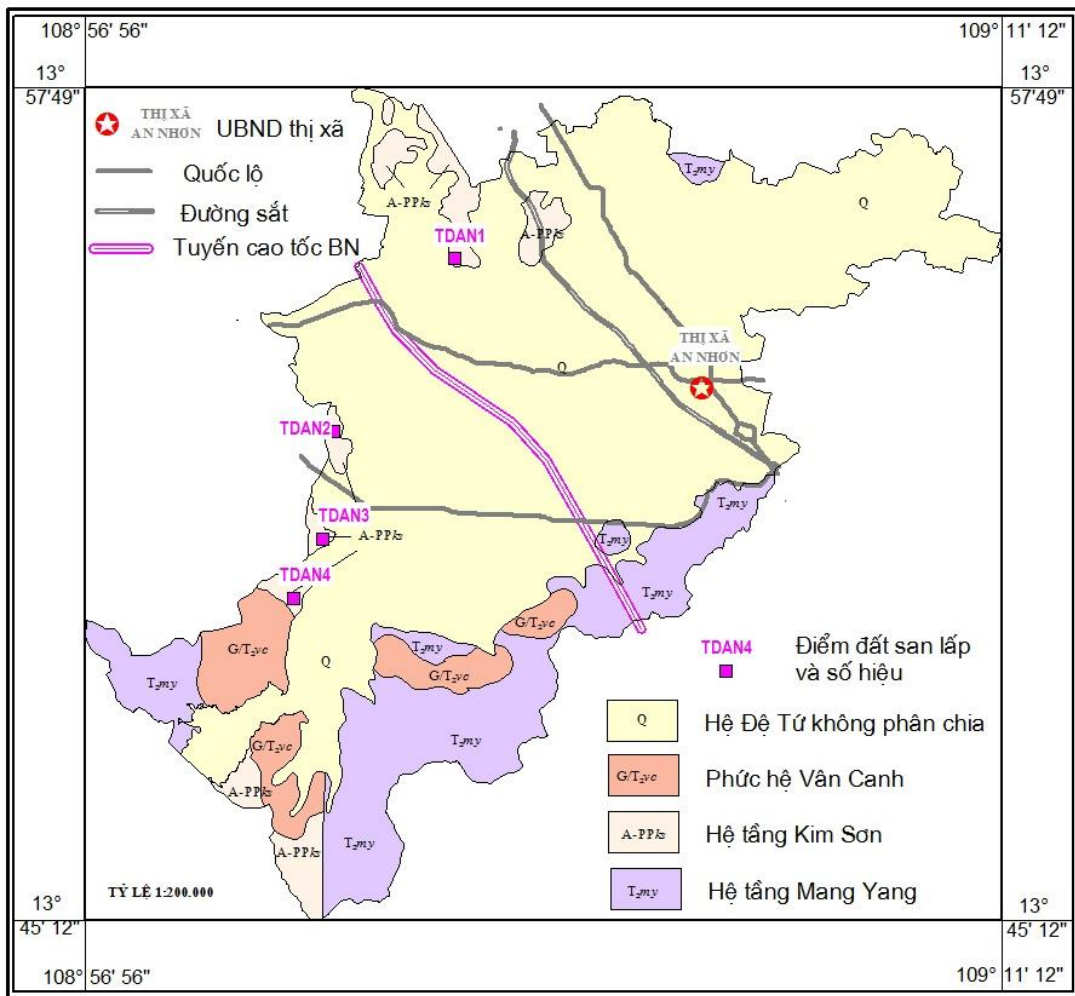 108° 56' 56"
109° 11' 12"
13°
57'49"
13°
57'49"
THỊ XÃ
AN NHƠN
UBND thị xã
Quốc lộ
Đường sắt
Tuyến cao tốc BN
T₂my
Q
A-PPks
A-PPks
TDAN1
THỊ XÃ
AN NHƠN
Q
TDAN2
TDAN3
A-PPks
T₂my
T₂my
TDAN4
T₂my
G/T₂vc
T₂my
Q
T₂my
G/T₂vc
T₂my
G/T₂vc
A-PPks
T₂my
A-PPks
TDAN4
Điểm đất san lấp
và số hiệu
Q
Hệ Đệ Tứ không phân chia
G/T₂vc
Phức hệ Vân Canh
A-PPks
Hệ tầng Kim Sơn
T₂my
Hệ tầng Mang Yang
TỶ LỆ 1:200.000
13°
45' 12"
13°
45' 12"
108° 56' 56"
109° 11' 12"